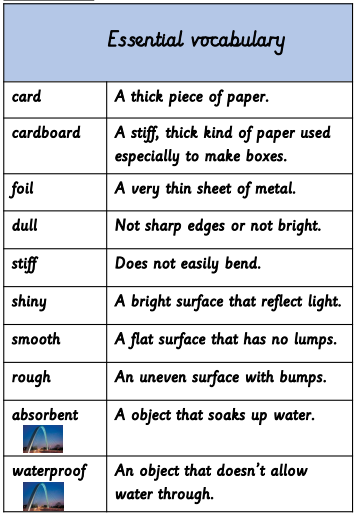 Essential vocabulary
card A thick piece of paper.
cardboard A stiff, thick kind of paper used
especially to make boxes.
foil A very thin sheet of metal.
dull Not sharp edges or not bright.
stiff Does not easily bend.
shiny A bright surface that reflect light.
smooth A flat surface that has no lumps.
rough An uneven surface with bumps.
absorbent A object that soaks up water.
waterproof An object that doesn't allow
water through.